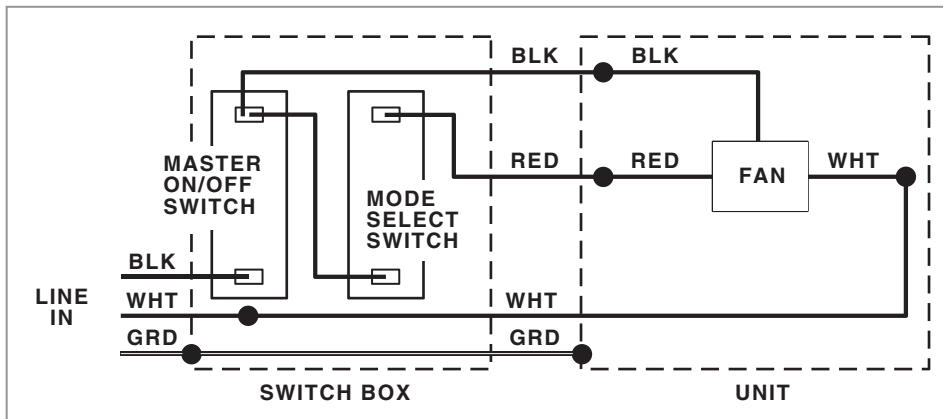 BLK BLK
MASTER
ON/OFF
SWITCH
MODE
SELECT
SWITCH
RED RED
FAN
WHT
BLK
LINE
IN
WHT WHT
GRD GRD
SWITCH BOX
UNIT